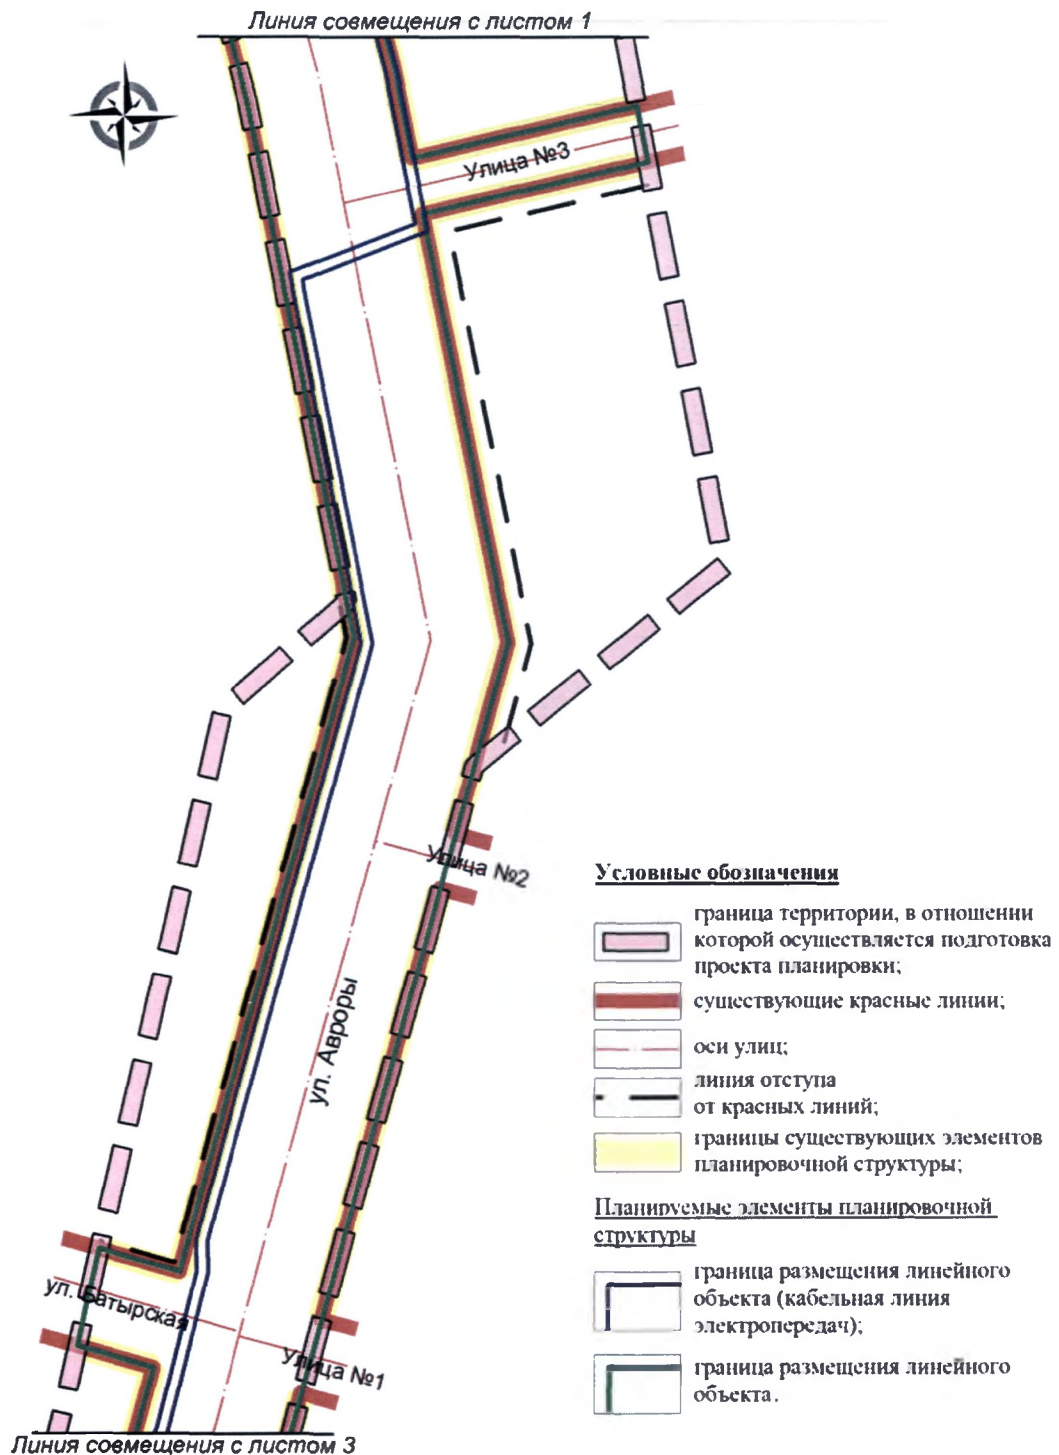 Линия совмещения с листом 1
Улица №3
Улица №2
ул. Авроры
ул. Батырская
Улица №1
Линия совмещения с листом 3
Условные обозначения
граница территории, в отношении
которой осуществляется подготовка
проекта планировки;
существующие красные линии;
оси улиц;
линия отступа
от красных линий;
границы существующих элементов
планировочной структуры;
Планируемые элементы планировочной
структуры
граница размещения линейного
объекта (кабельная линия
электропередач);
граница размещения линейного
объекта.